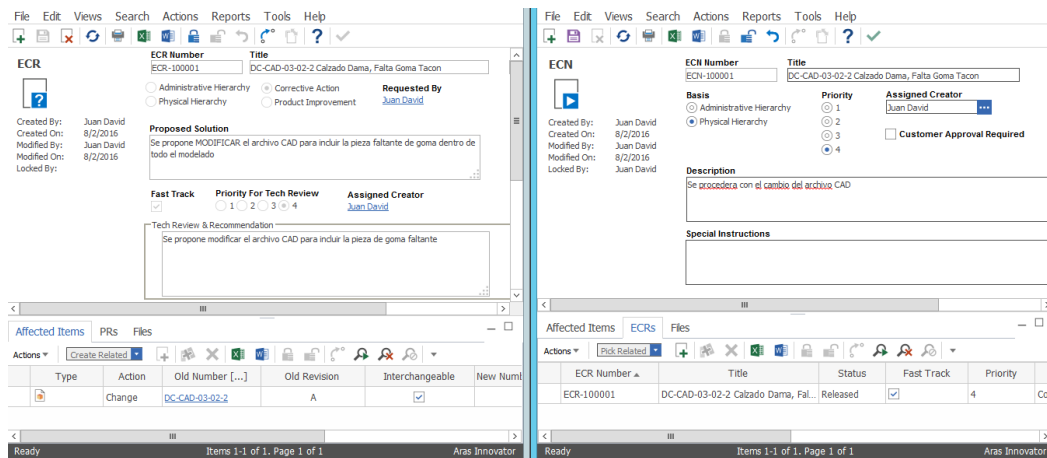 File Edit Views Search Actions Reports Tools Help
ECR
ECR Number Title
ECR-100001 DC-CAD-03-02-2 Calzado Dama, Falta Goma Tacon
Administrative Hierarchy Corrective Action Requested By
Physical Hierarchy Product Improvement Juan David
Created By: Juan David
Created On: 8/2/2016
Modified By: Juan David
Modified On: 8/2/2016
Locked By:
Proposed Solution
Se propone MODIFICAR el archivo CAD para incluir la pieza faltante de goma dentro de
todo el modelado
Fast Track Priority For Tech Review Assigned Creator
1 2 3 4 Juan David
Tech Review & Recommendation
Se propone modificar el archivo CAD para incluir la pieza de goma faltante
Affected Items PRs Files
Actions Create Related
Type Action Old Number [...] Old Revision Interchangeable New Numb
Change DC-CAD-03-02-2 A
Ready Items 1-1 of 1. Page 1 of 1 Aras Innovator
File Edit Views Search Actions Reports Tools Help
ECN
ECN Number Title
ECN-100001 DC-CAD-03-02-2 Calzado Dama, Falta Goma Tacon
Basis Priority Assigned Creator
Administrative Hierarchy 1 Juan David ...
Physical Hierarchy 2
3 Customer Approval Required
4
Created By: Juan David
Created On: 8/2/2016
Modified By: Juan David
Modified On: 8/2/2016
Locked By: Juan David
Description
Se procedera con el cambio del archivo CAD
Special Instructions
Affected Items ECRs Files
Actions Pick Related
ECR Number Title Status Fast Track Priority
ECR-100001 DC-CAD-03-02-2 Calzado Dama, Fal... Released 4 Co
Ready Items 1-1 of 1. Page 1 of 1 Aras Innovator